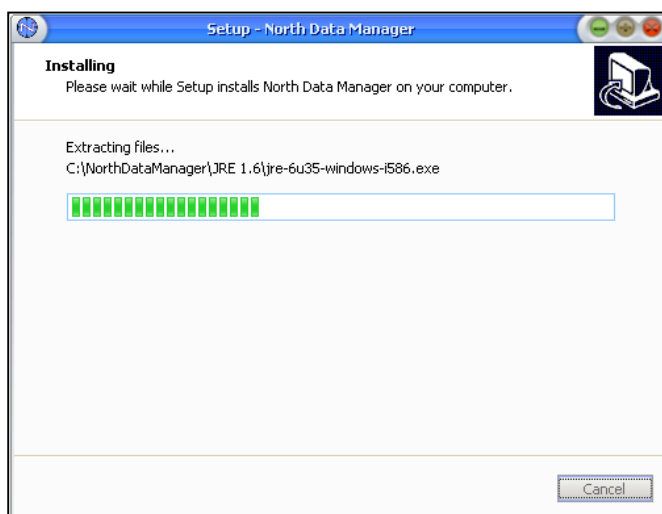 Setup - North Data Manager
Installing
Please wait while Setup installs North Data Manager on your computer.
Extracting files...
C:\NorthDataManager\JRE 1.6\jre-6u35-windows-i586.exe
Cancel